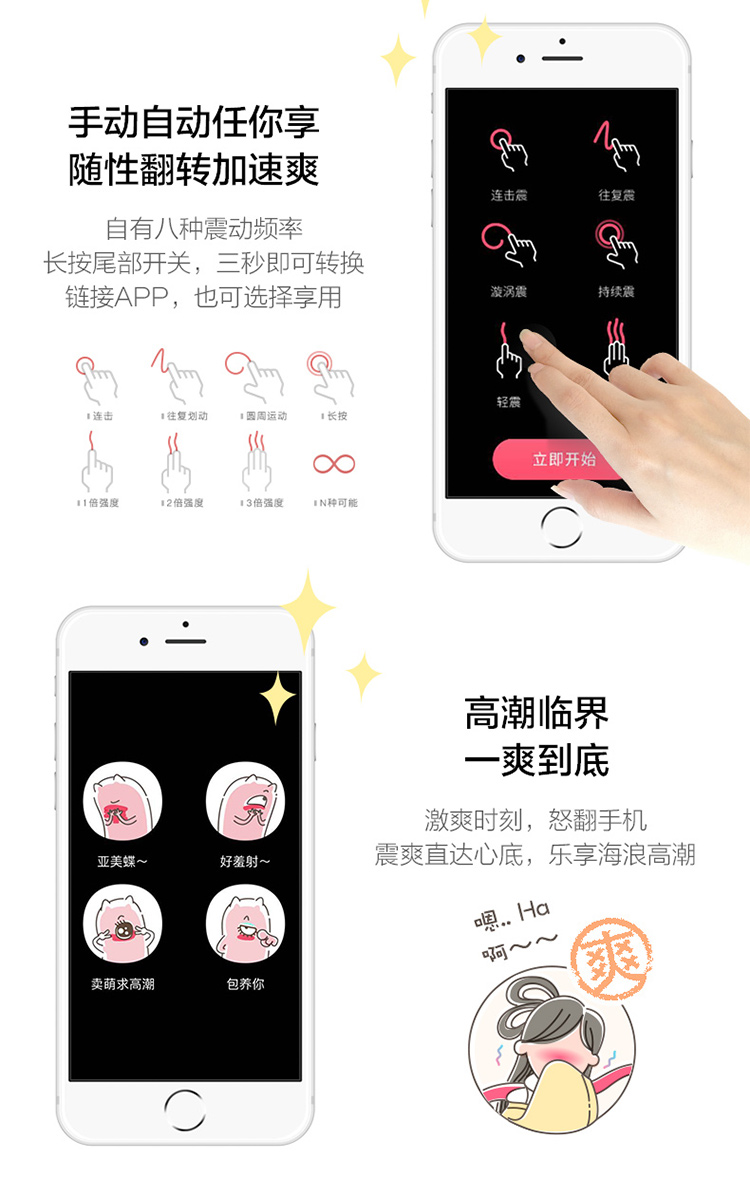 手动自动任你享
随性翻转加速爽
自有八种震动频率
长按尾部开关，三秒即可转换
链接APP，也可选择享用
连击
往复划动
圆周运动
长按
1倍强度
2倍强度
3倍强度
N种可能
连击震
往复震
漩涡震
持续震
轻震
立即开始
高潮临界
一爽到底
激爽时刻，怒翻手机
震爽直达心底，乐享海浪高潮
亚美蝶～
好羞射～
卖萌求高潮
包养你
嗯.. Ha
啊～～
爽